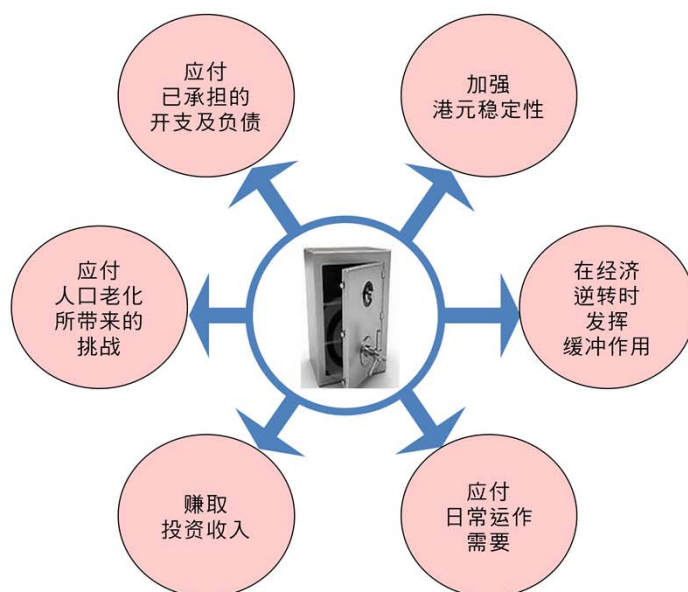 应付
已承担的
开支及负债
加强
港元稳定性
应付
人口老化
所带来的
挑战
在经济
逆转时
发挥
缓冲作用
赚取
投资收入
应付
日常运作
需要